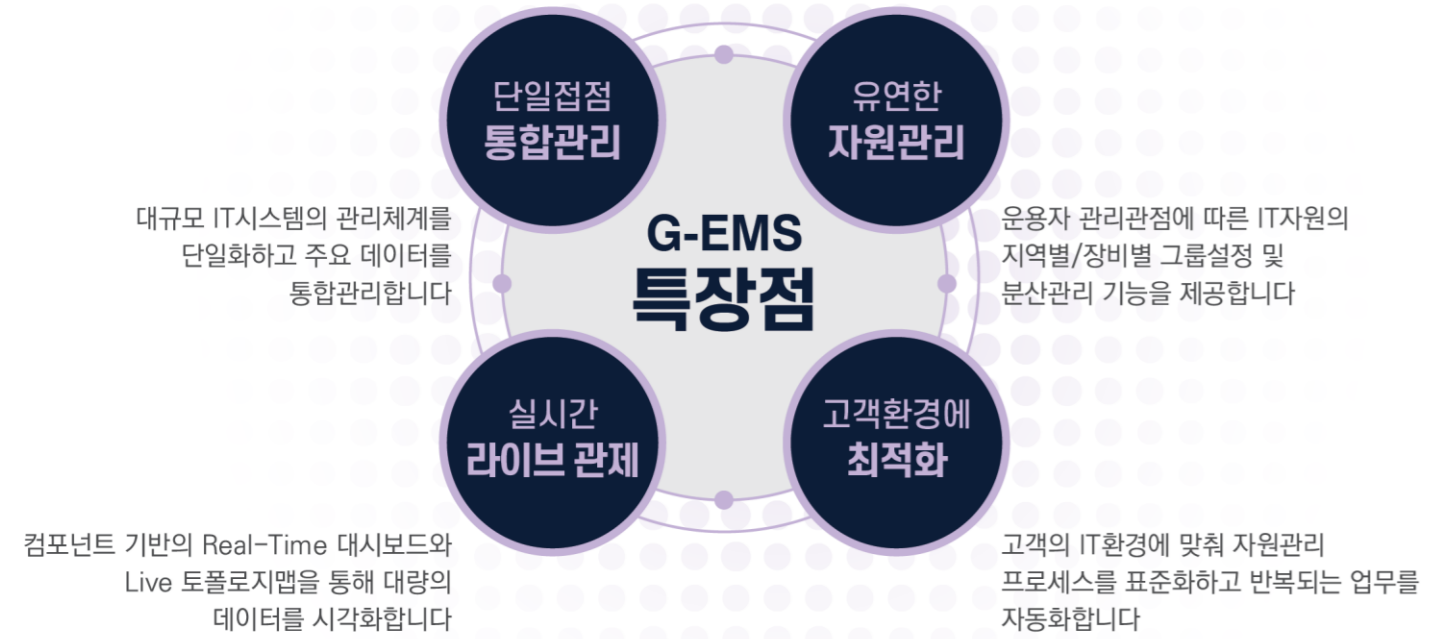 단일접점
통합관리
대규모 IT시스템의 관리체계를
단일화하고 주요 데이터를
통합관리합니다
유연한
자원관리
운용자 관리관점에 따른 IT자원의
지역별/장비별 그룹설정 및
분산관리 기능을 제공합니다
G-EMS
특장점
실시간
라이브 관제
컴포넌트 기반의 Real-Time 대시보드와
Live 토폴로지맵을 통해 대량의
데이터를 시각화합니다
고객환경에
최적화
고객의 IT환경에 맞춰 자원관리
프로세스를 표준화하고 반복되는 업무를
자동화합니다